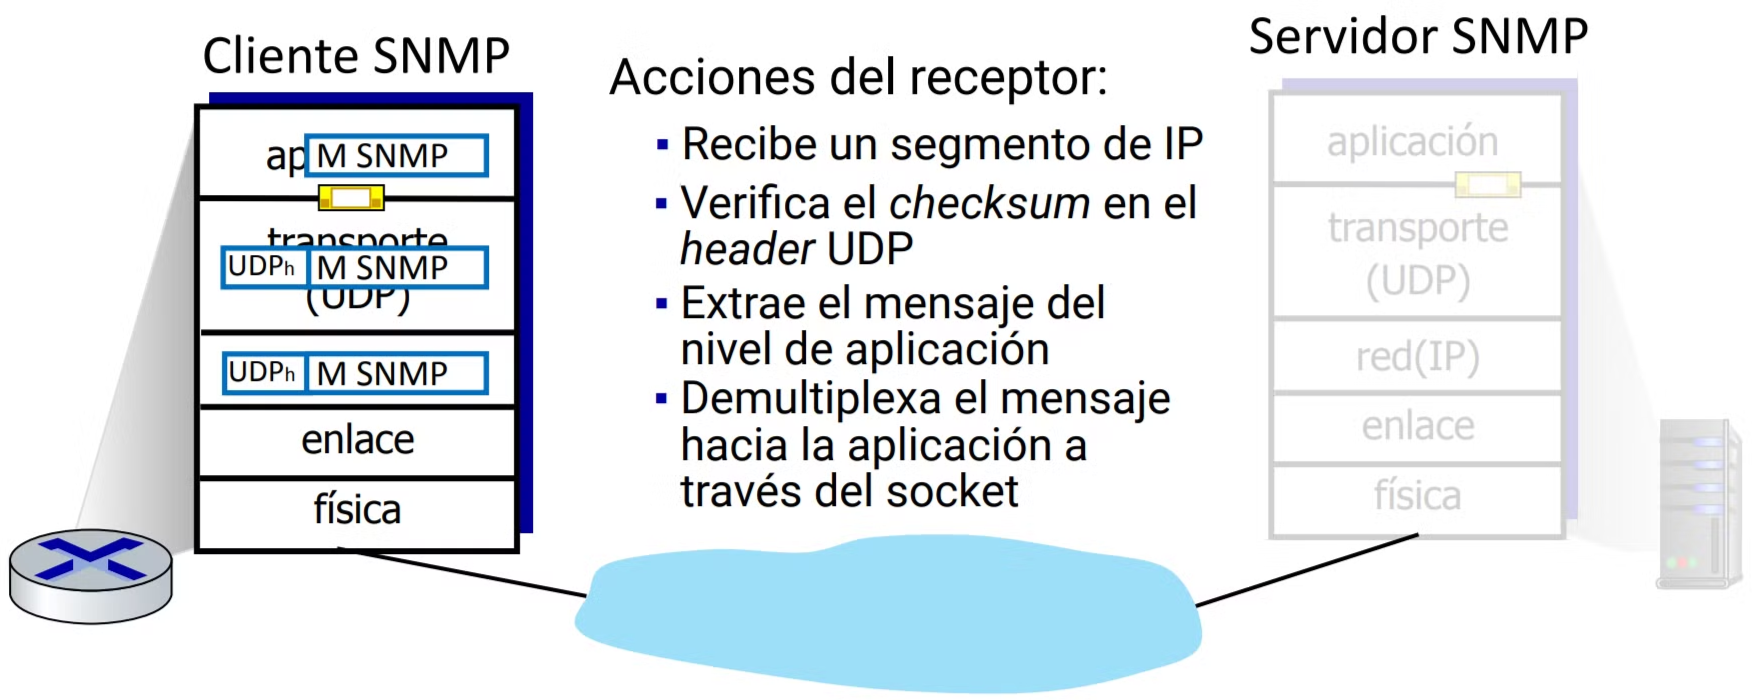 Cliente SNMP
ap M SNMP
transporte
UDPh M SNMP
(UDP)
UDPh M SNMP
enlace
física
Acciones del receptor:
▪ Recibe un segmento de IP
▪ Verifica el checksum en el
header UDP
▪ Extrae el mensaje del
nivel de aplicación
▪ Demultiplexa el mensaje
hacia la aplicación a
través del socket
Servidor SNMP
aplicación
transporte
(UDP)
red(IP)
enlace
física